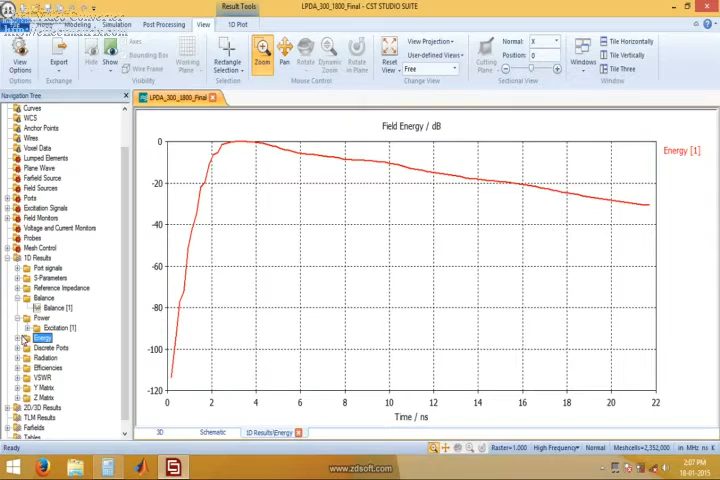 Result Tools
LPDA_300_1800_Final - CST STUDIO SUITE
Modeling
Simulation
Post Processing
View
1D Plot
View Options
Export
Hide
Show
Axes
Bounding Box
Wire Frame
Working Plane
Rectangle Selection
Zoom
Pan
Rotate
Dynamic Zoom
Rotate in Plane
Reset View
View Projection
User-defined Views
Free
Cutting Plane
Normal: X
Position: 0
Windows
Tile Horizontally
Tile Vertically
Tile Three
Options
Exchange
Visibility
Selection
Mouse Control
Change View
Sectional View
Window
Navigation Tree
Curves
WCS
Anchor Points
Wires
Voxel Data
Lumped Elements
Plane Wave
Farfield Source
Field Sources
Ports
Excitation Signals
Field Monitors
Voltage and Current Monitors
Probes
Mesh Control
1D Results
Port signals
S-Parameters
Reference Impedance
Balance
Balance [1]
Power
Excitation [1]
Energy
Discrete Ports
Radiation
Efficiencies
VSWR
Y Matrix
Z Matrix
2D/3D Results
TLM Results
Farfields
Tables
LPDA_300_1800_Final
Field Energy / dB
Energy [1]
0
-20
-40
-60
-80
-100
-120
0 2 4 6 8 10 12 14 16 18 20 22
Time / ns
3D
Schematic
1D Results\Energy
Ready
Raster=1.000
High Frequency
Normal
Meshcells=2,352,000
in MHz ns K
www.zdsoft.com
2:07 PM
18-01-2015